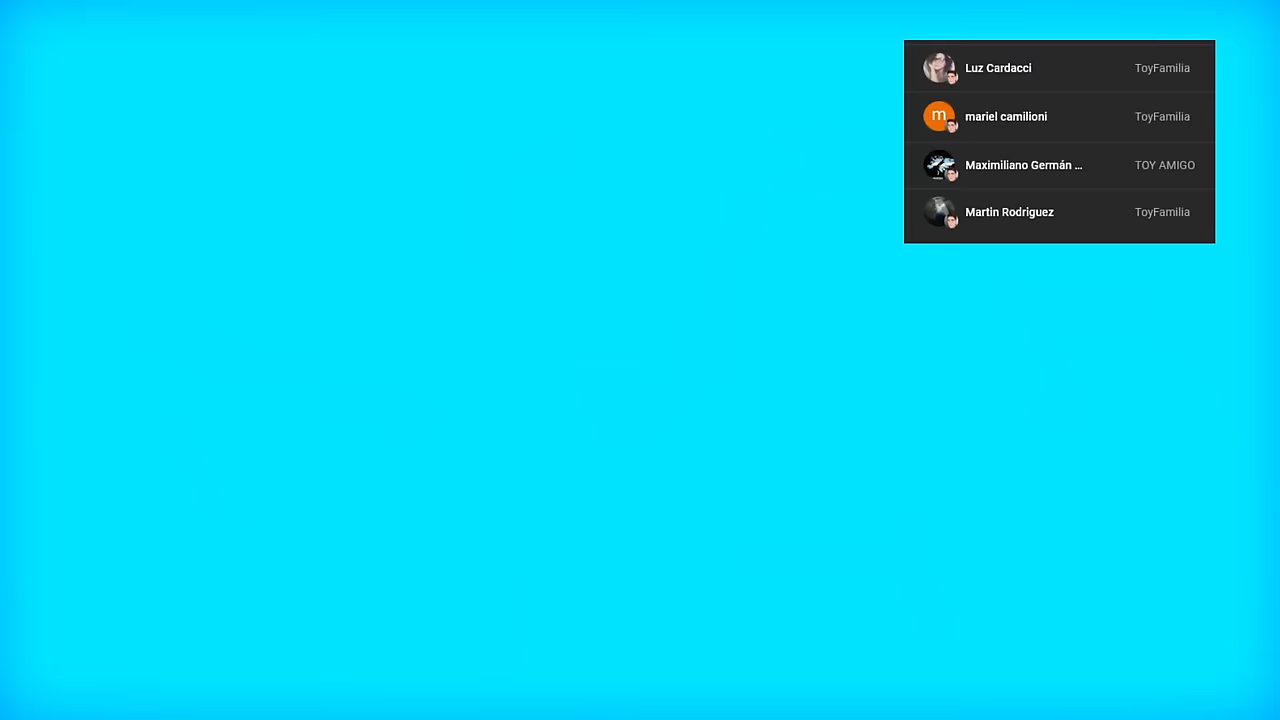 Luz Cardacci ToyFamilia
m
mariel camilioni ToyFamilia
Maximiliano Germán ... TOY AMIGO
Martin Rodriguez ToyFamilia